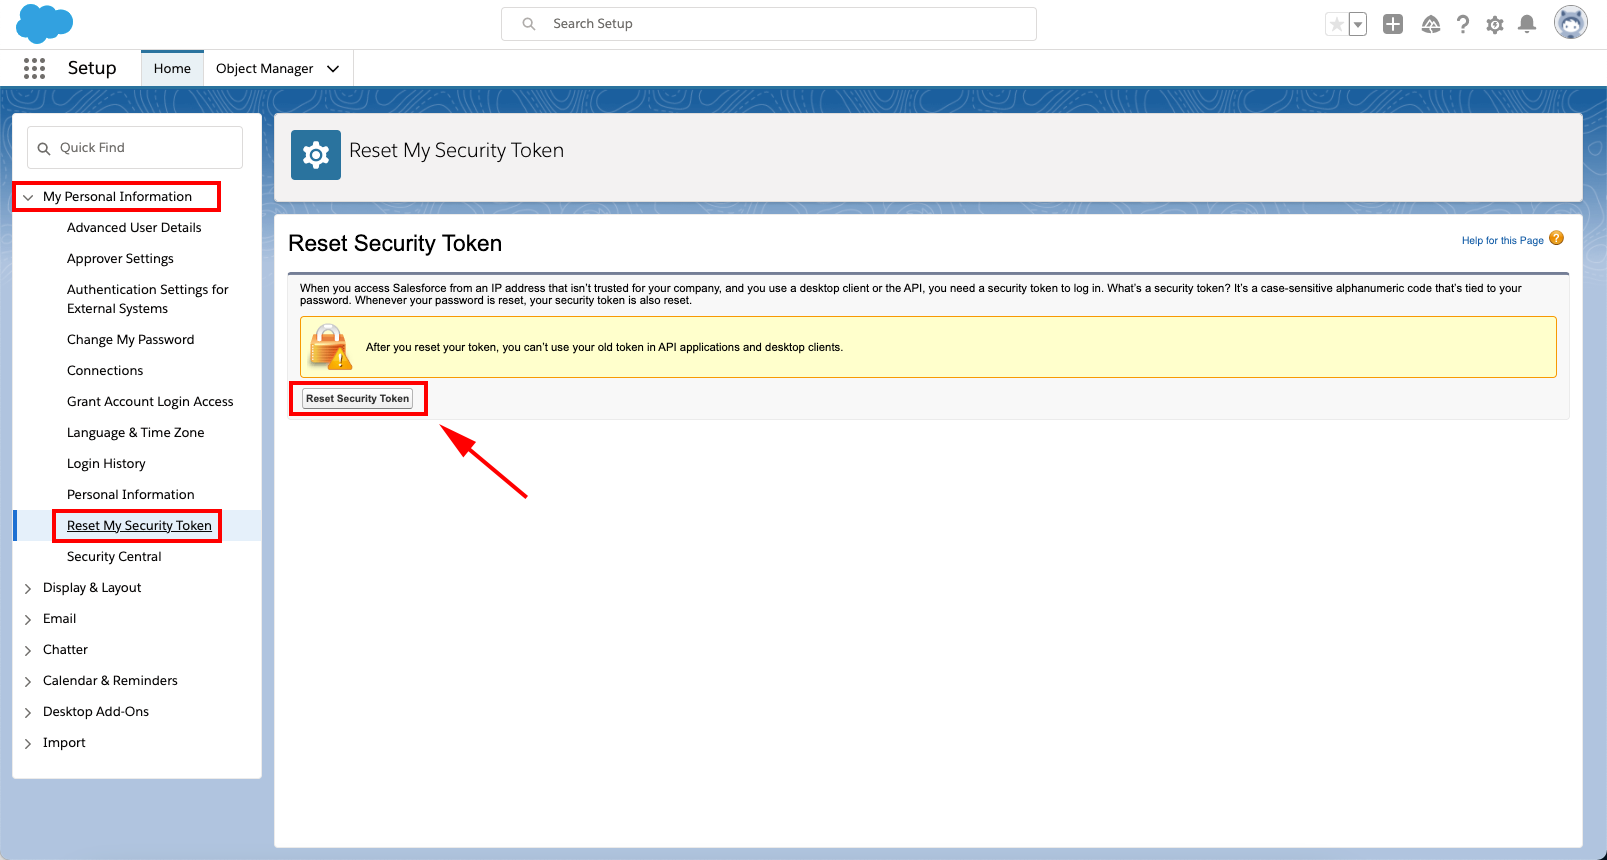 Search Setup
Setup
Home
Object Manager
Quick Find
My Personal Information
Advanced User Details
Approver Settings
Authentication Settings for
External Systems
Change My Password
Connections
Grant Account Login Access
Language & Time Zone
Login History
Personal Information
Reset My Security Token
Security Central
Display & Layout
Email
Chatter
Calendar & Reminders
Desktop Add-Ons
Import
Reset My Security Token
Reset Security Token
Help for this Page ?
When you access Salesforce from an IP address that isn't trusted for your company, and you use a desktop client or the API, you need a security token to log in. What's a security token? It's a case-sensitive alphanumeric code that's tied to your
password. Whenever your password is reset, your security token is also reset.
After you reset your token, you can't use your old token in API applications and desktop clients.
Reset Security Token